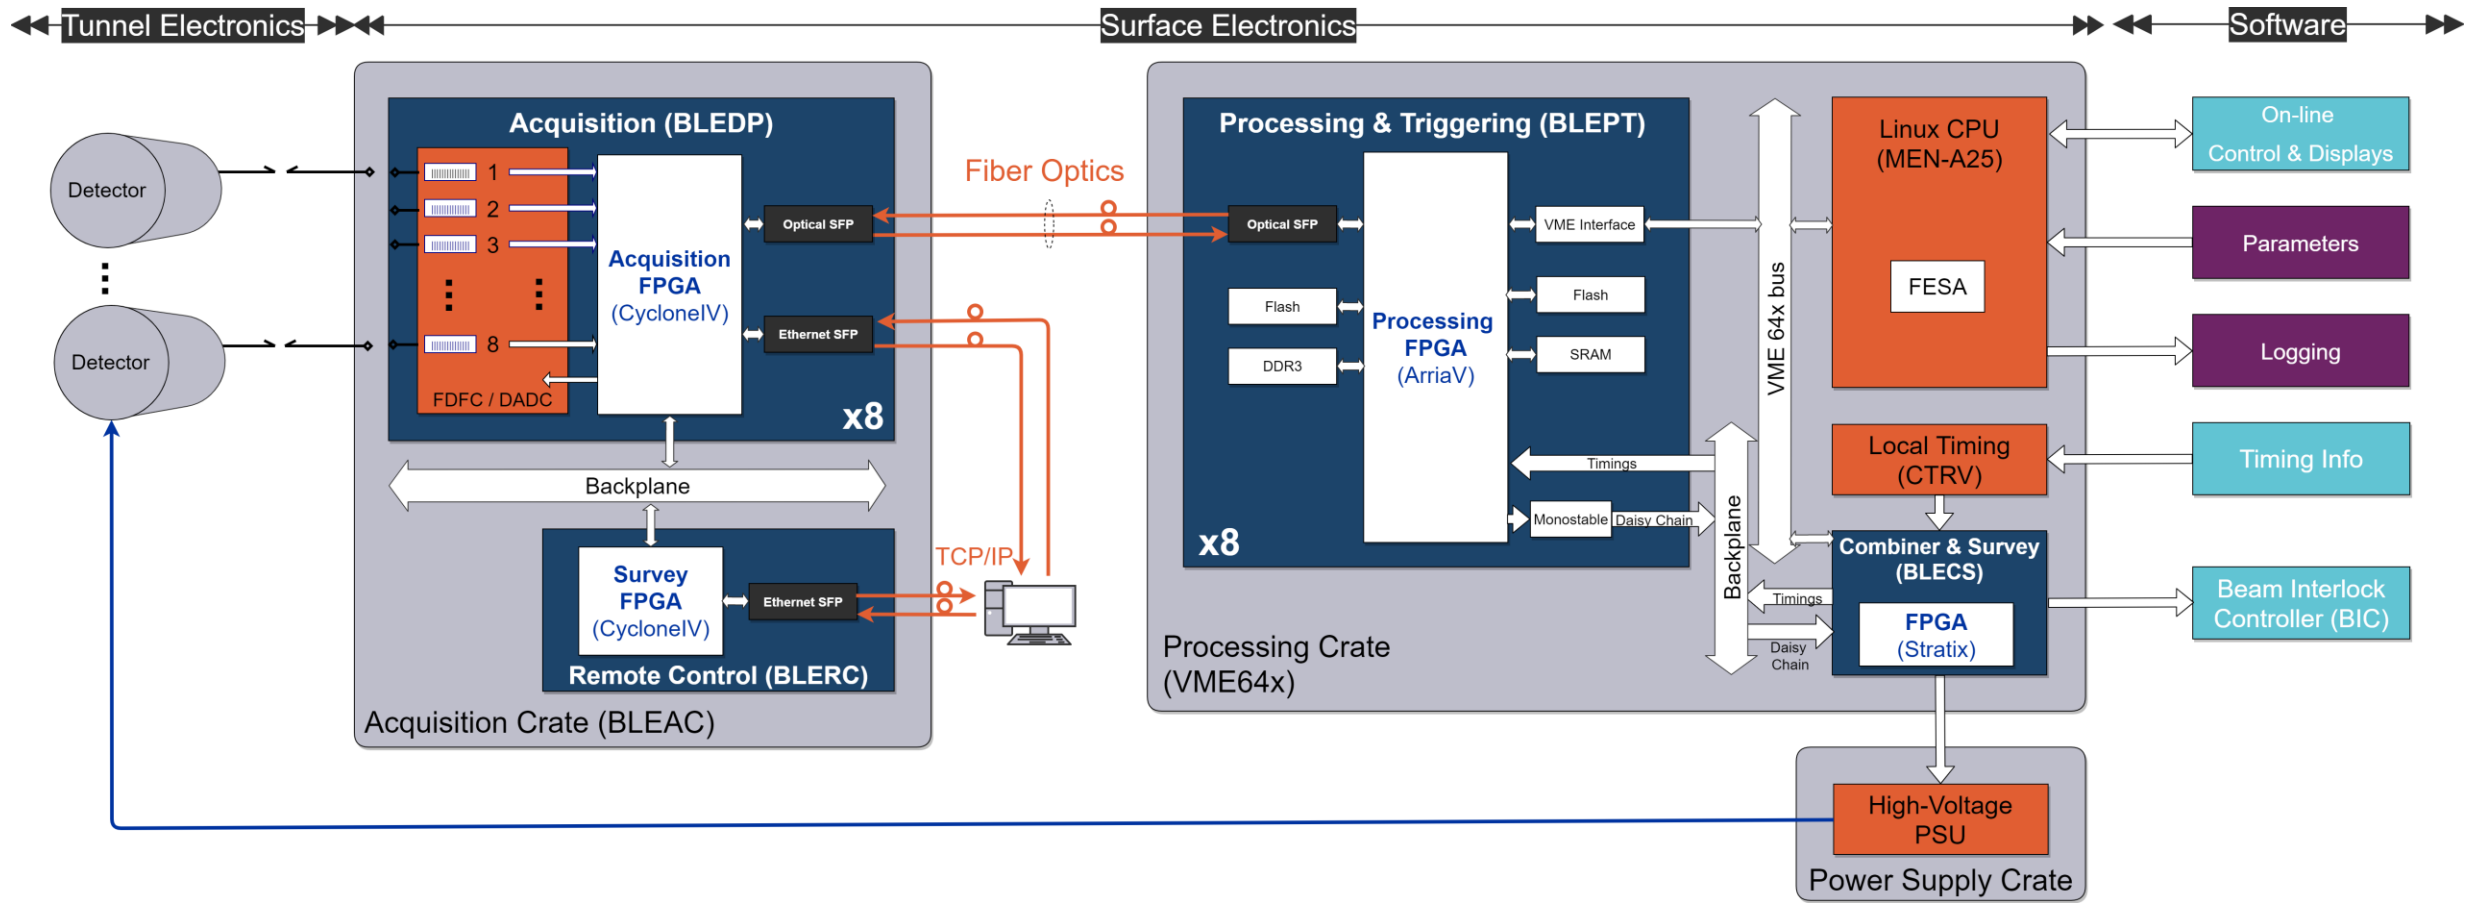 Tunnel Electronics
Surface Electronics
Software
Detector
Detector
Acquisition (BLEDP)
1
2
3
8
FDFC / DADC
Acquisition
FPGA
(CycloneIV)
Optical SFP
Ethernet SFP
x8
Backplane
Survey
FPGA
(CycloneIV)
Ethernet SFP
Remote Control (BLERC)
Acquisition Crate (BLEAC)
Fiber Optics
TCP/IP
Processing & Triggering (BLEPT)
Optical SFP
Flash
DDR3
Processing
FPGA
(ArriaV)
VME Interface
Flash
SRAM
Timings
Monostable
Daisy Chain
x8
Backplane
VME 64x bus
Processing Crate
(VME64x)
Linux CPU
(MEN-A25)
FESA
Local Timing
(CTRV)
Combiner & Survey
(BLECS)
FPGA
(Stratix)
Timings
Daisy
Chain
High-Voltage
PSU
Power Supply Crate
On-line
Control & Displays
Parameters
Logging
Timing Info
Beam Interlock
Controller (BIC)